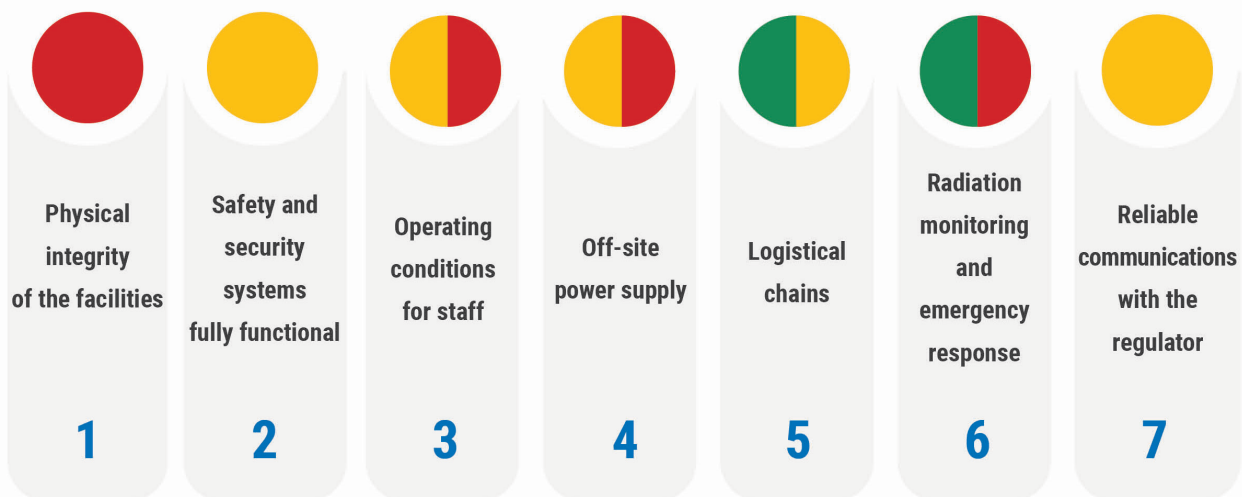 Physical
integrity
of the facilities
1
Safety and
security
systems
fully functional
2
Operating
conditions
for staff
3
Off-site
power supply
4
Logistical
chains
5
Radiation
monitoring
and
emergency
response
6
Reliable
communications
with the
regulator
7